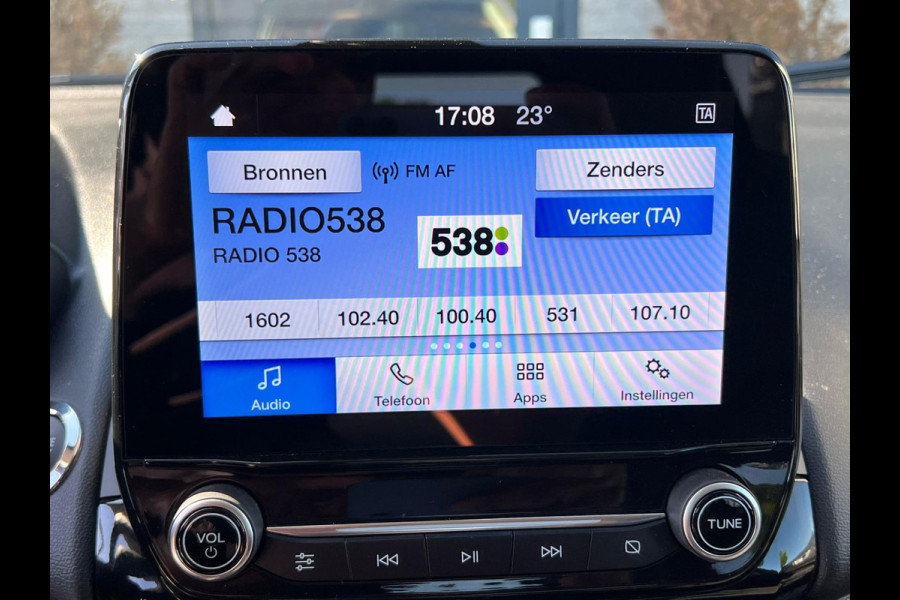 17:08 23° TA
Bronnen FM AF Zenders
RADIO538 538 Verkeer (TA)
RADIO 538
1602 102.40 100.40 531 107.10
Audio Telefoon Apps Instellingen
VOL TUNE